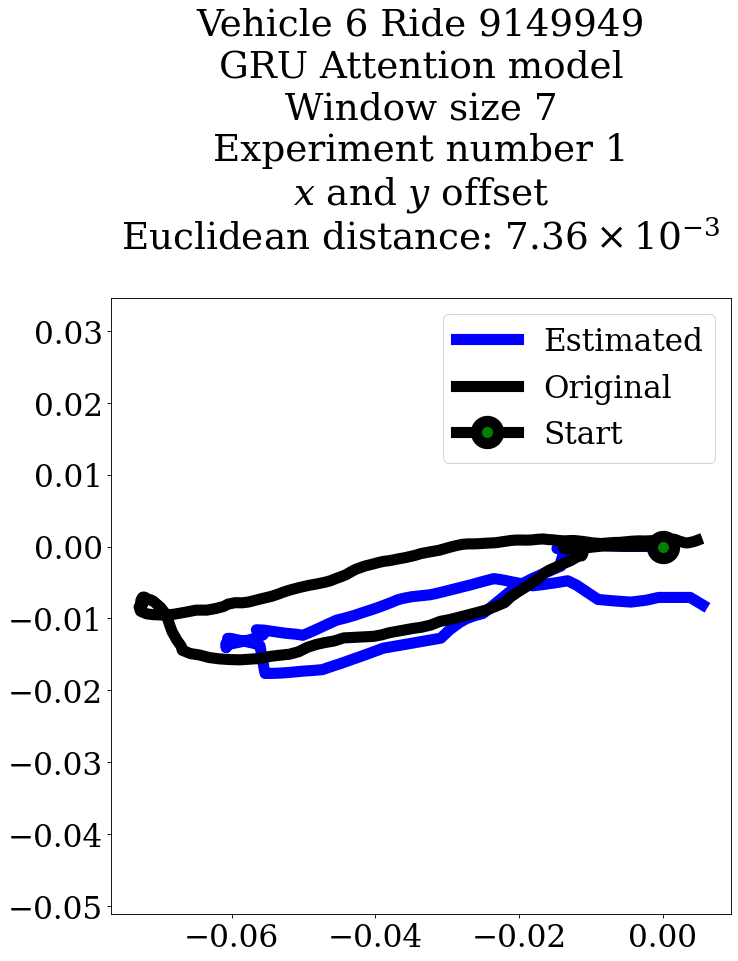 Vehicle 6 Ride 9149949
GRU Attention model
Window size 7
Experiment number 1
x and y offset
Euclidean distance: 7.36 × 10⁻³
Estimated
Original
Start
0.03
0.02
0.01
0.00
−0.01
−0.02
−0.03
−0.04
−0.05
−0.06 −0.04 −0.02 0.00